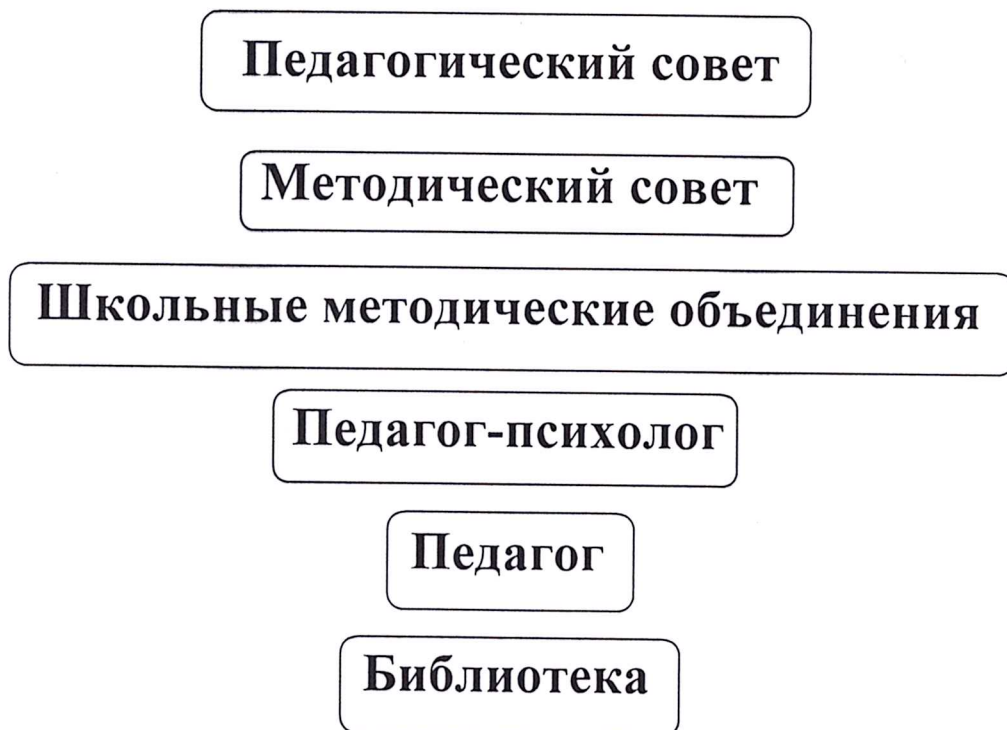 Педагогический совет
Методический совет
Школьные методические объединения
Педагог-психолог
Педагог
Библиотека